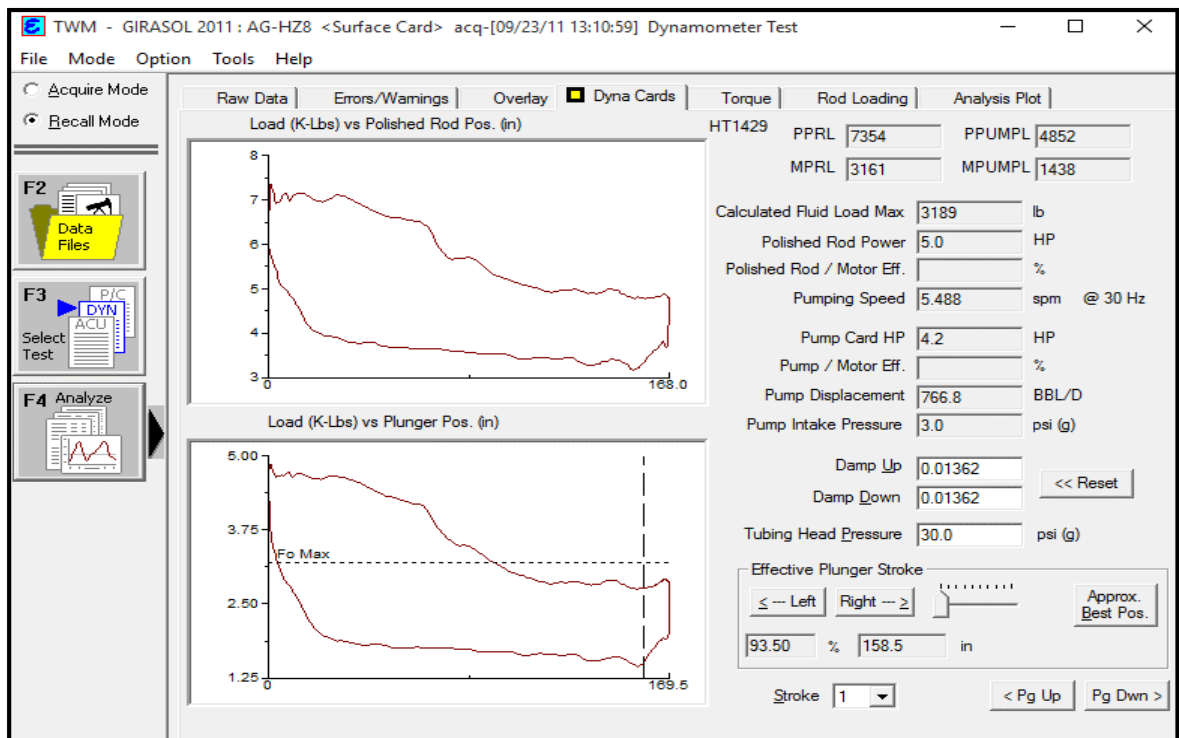 TWM - GIRASOL 2011 : AG-HZ8 <Surface Card> acq-[09/23/11 13:10:59] Dynamometer Test
File Mode Option Tools Help
Acquire Mode
Recall Mode
F2
Data
Files
F3
P/C
DYN
ACU
Select
Test
F4 Analyze
Raw Data
Errors/Warnings
Overlay
Dyna Cards
Torque
Rod Loading
Analysis Plot
Load (K-Lbs) vs Polished Rod Pos. (in)
8
7
6
5
4
3
0
168.0
Load (K-Lbs) vs Plunger Pos. (in)
5.00
3.75
Fo Max
2.50
1.25
0
169.5
HT1429
PPRL 7354 PPUMPL 4852
MPRL 3161 MPUMPL 1438
Calculated Fluid Load Max 3189 lb
Polished Rod Power 5.0 HP
Polished Rod / Motor Eff. %
Pumping Speed 5.488 spm @ 30 Hz
Pump Card HP 4.2 HP
Pump / Motor Eff. %
Pump Displacement 766.8 BBL/D
Pump Intake Pressure 3.0 psi (g)
Damp Up 0.01362
Damp Down 0.01362
<< Reset
Tubing Head Pressure 30.0 psi (g)
Effective Plunger Stroke
< --- Left Right --- >
Approx.
Best Pos.
93.50 % 158.5 in
Stroke 1
< Pg Up Pg Dwn >